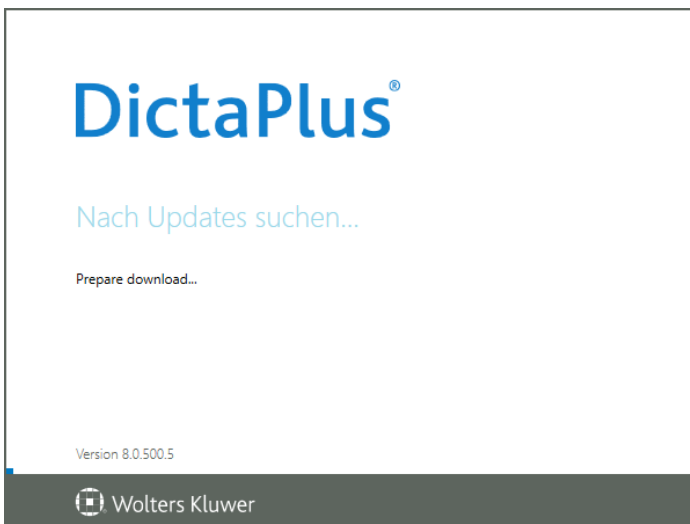 DictaPlus®
Nach Updates suchen...
Prepare download...
Version 8.0.500.5
Wolters Kluwer